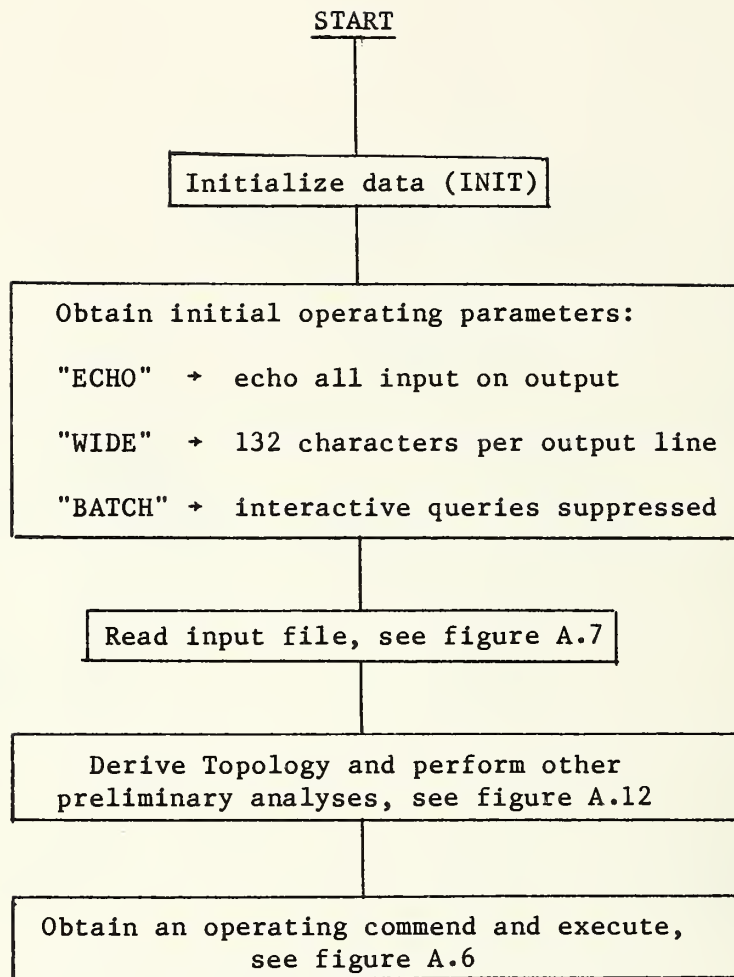 START
Initialize data (INIT)
Obtain initial operating parameters:
"ECHO" → echo all input on output
"WIDE" → 132 characters per output line
"BATCH" → interactive queries suppressed
Read input file, see figure A.7
Derive Topology and perform other
preliminary analyses, see figure A.12
Obtain an operating commend and execute,
see figure A.6